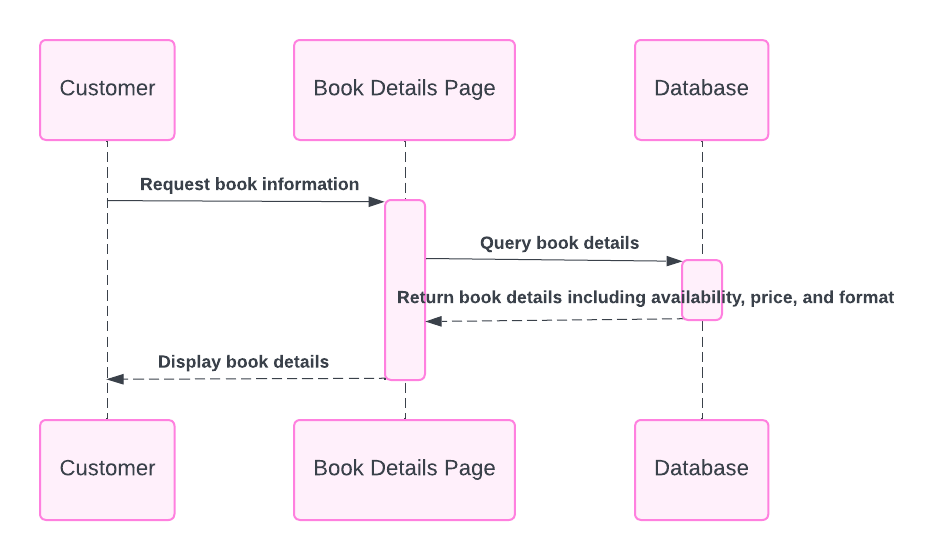 Customer
Book Details Page
Database
Request book information
Query book details
Return book details including availability, price, and format
Display book details
Customer
Book Details Page
Database